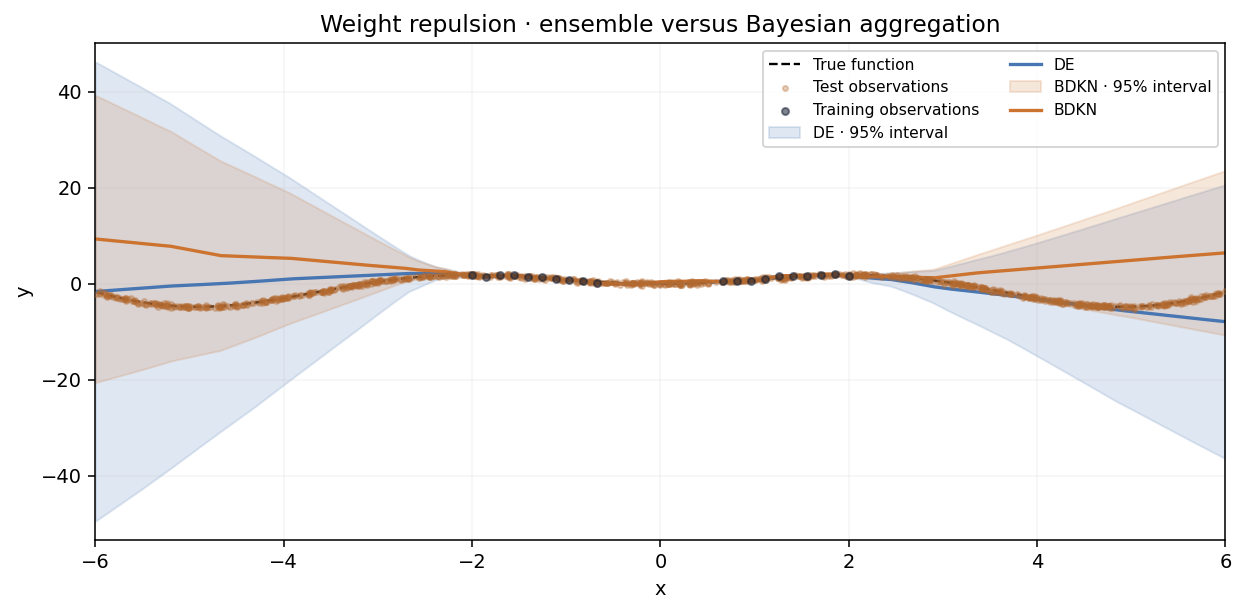 Weight repulsion · ensemble versus Bayesian aggregation
True function
Test observations
Training observations
DE · 95% interval
DE
BDKN · 95% interval
BDKN
y
40
20
0
−20
−40
−6
−4
−2
0
2
4
6
x